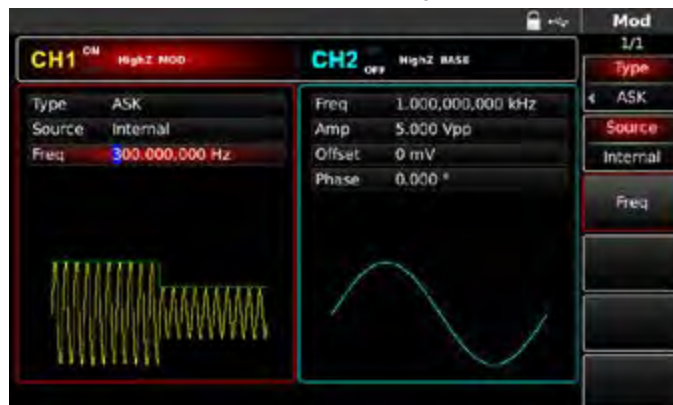 Mod
1/1
CH1 ON HighZ MOD
CH2 OFF HighZ BASE
Type
Type ASK
Source Internal
Freq 300.000,000 Hz
Freq 1.000,000,000 kHz
Amp 5.000 Vpp
Offset 0 mV
Phase 0.000 °
ASK
Source
Internal
Freq